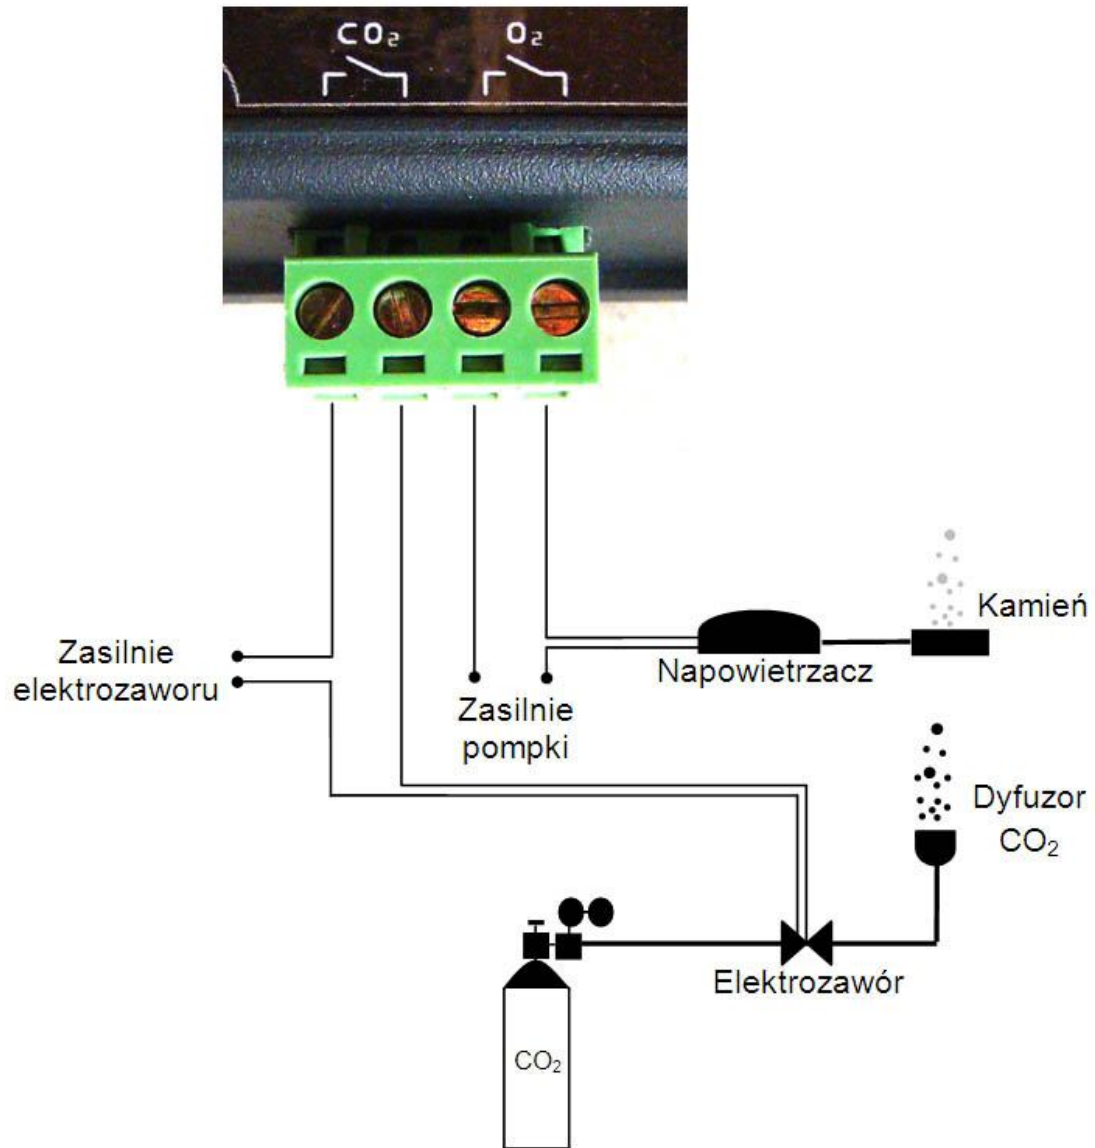 CO₂ O₂
Kamień
Zasilnie
elektrozaworu
Napowietrzacz
Zasilnie
pompki
Dyfuzor
CO₂
Elektrozawór
CO₂